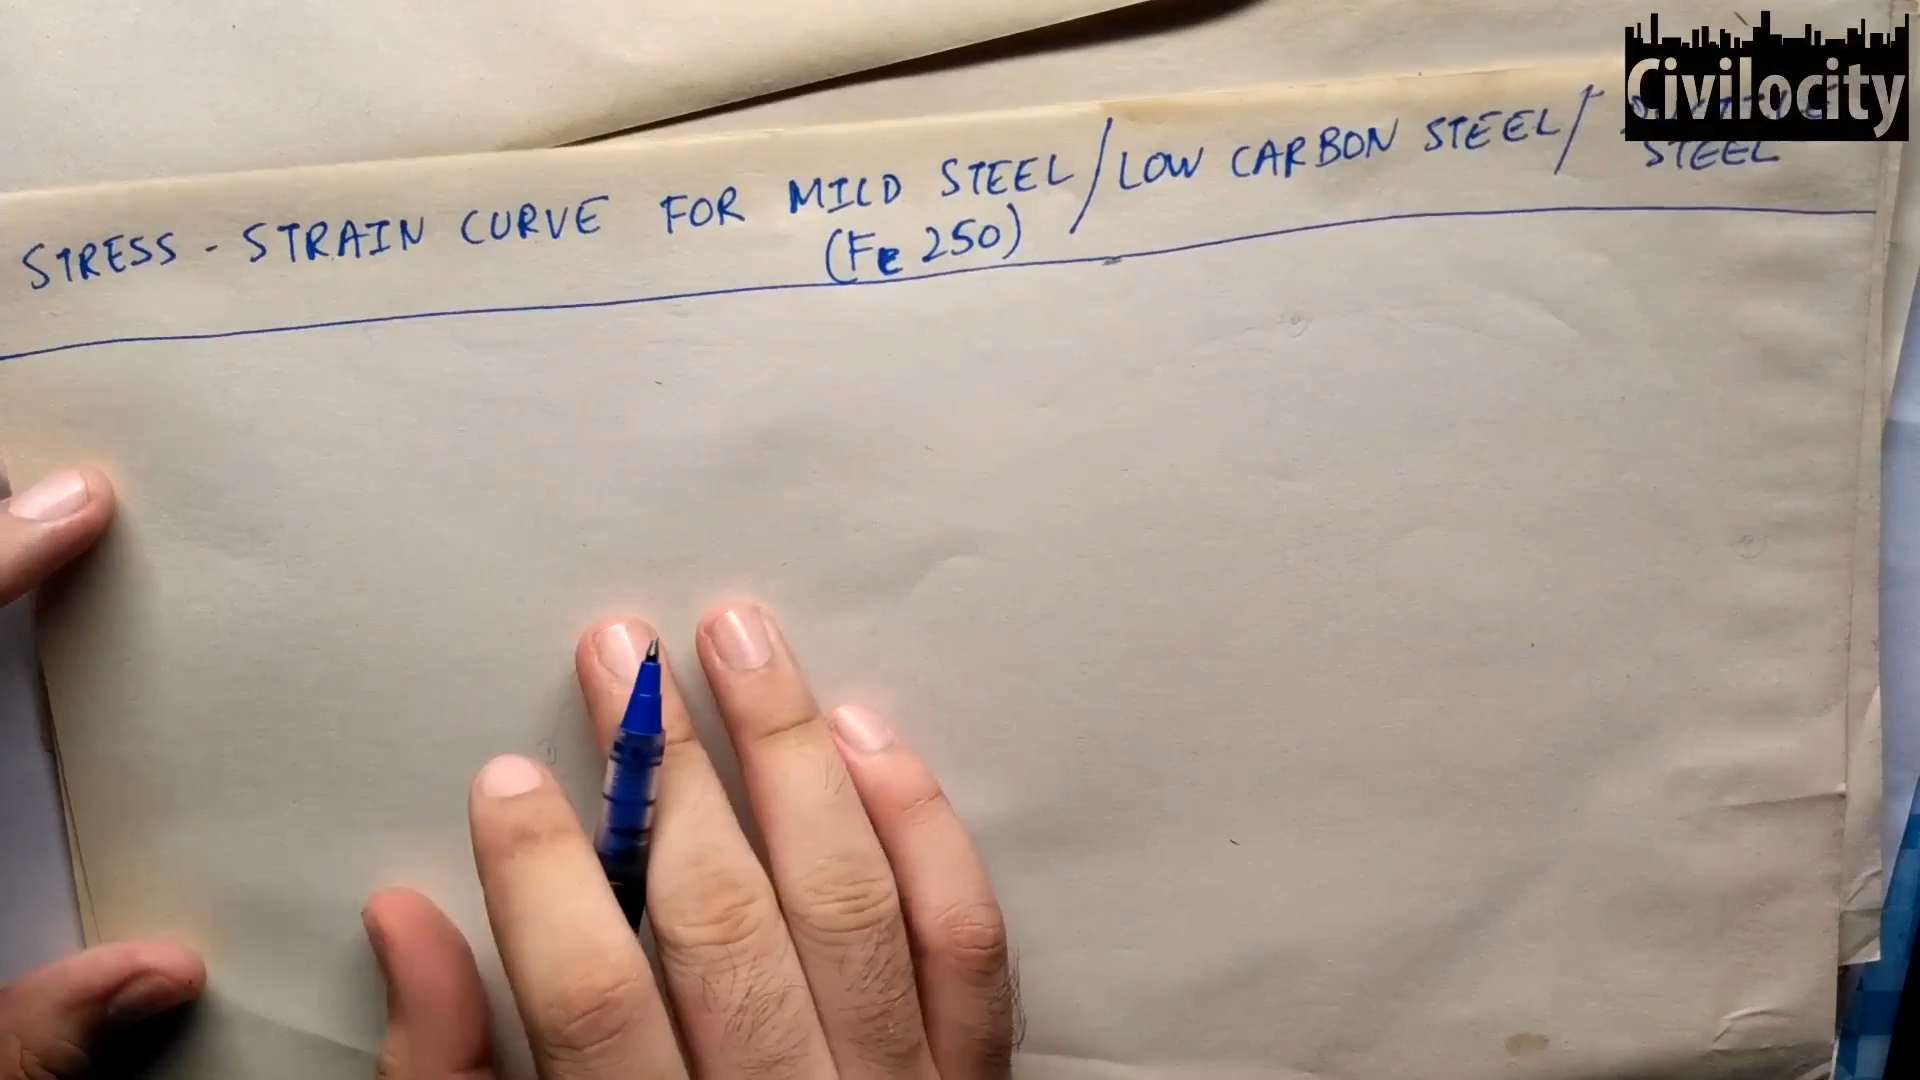 Civilocity
STRESS - STRAIN CURVE FOR MILD STEEL / LOW CARBON STEEL /
STEEL
(Fe 250)